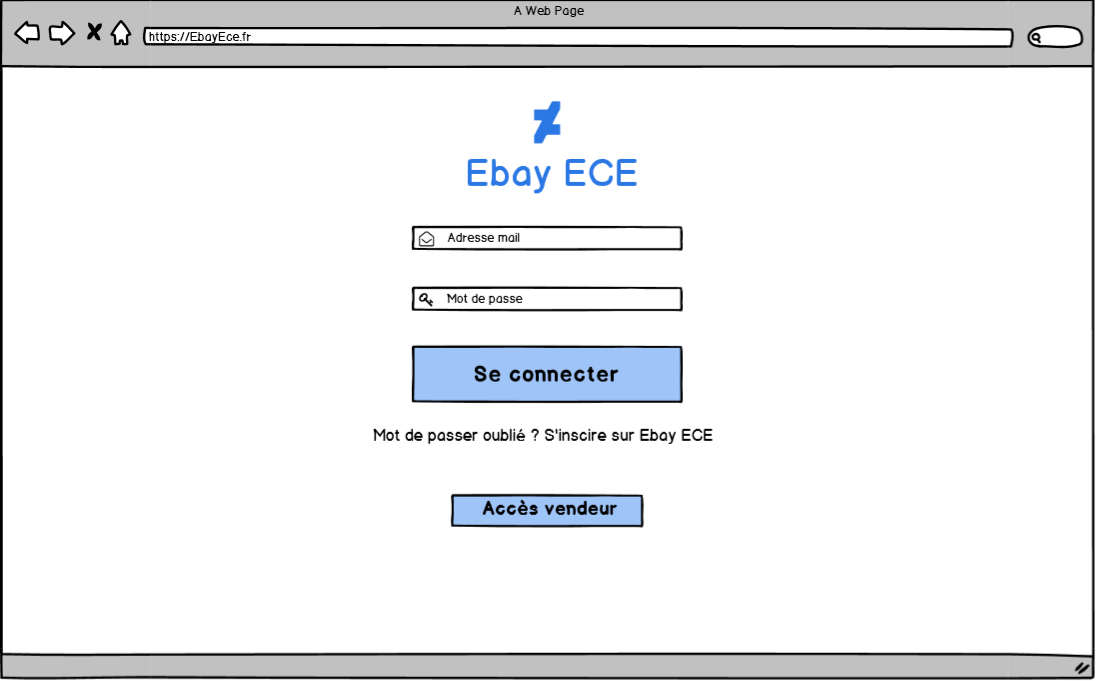 A Web Page
https://EbayEce.fr
Ebay ECE
Adresse mail
Mot de passe
Se connecter
Mot de passer oublié ? S'inscire sur Ebay ECE
Accès vendeur